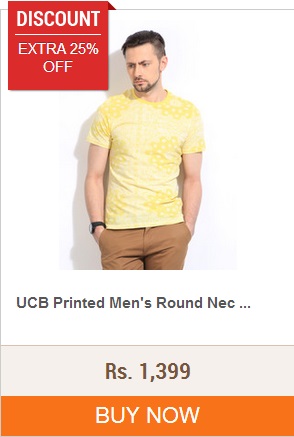 DISCOUNT
EXTRA 25%
OFF
UCB Printed Men's Round Nec ...
Rs. 1,399
BUY NOW